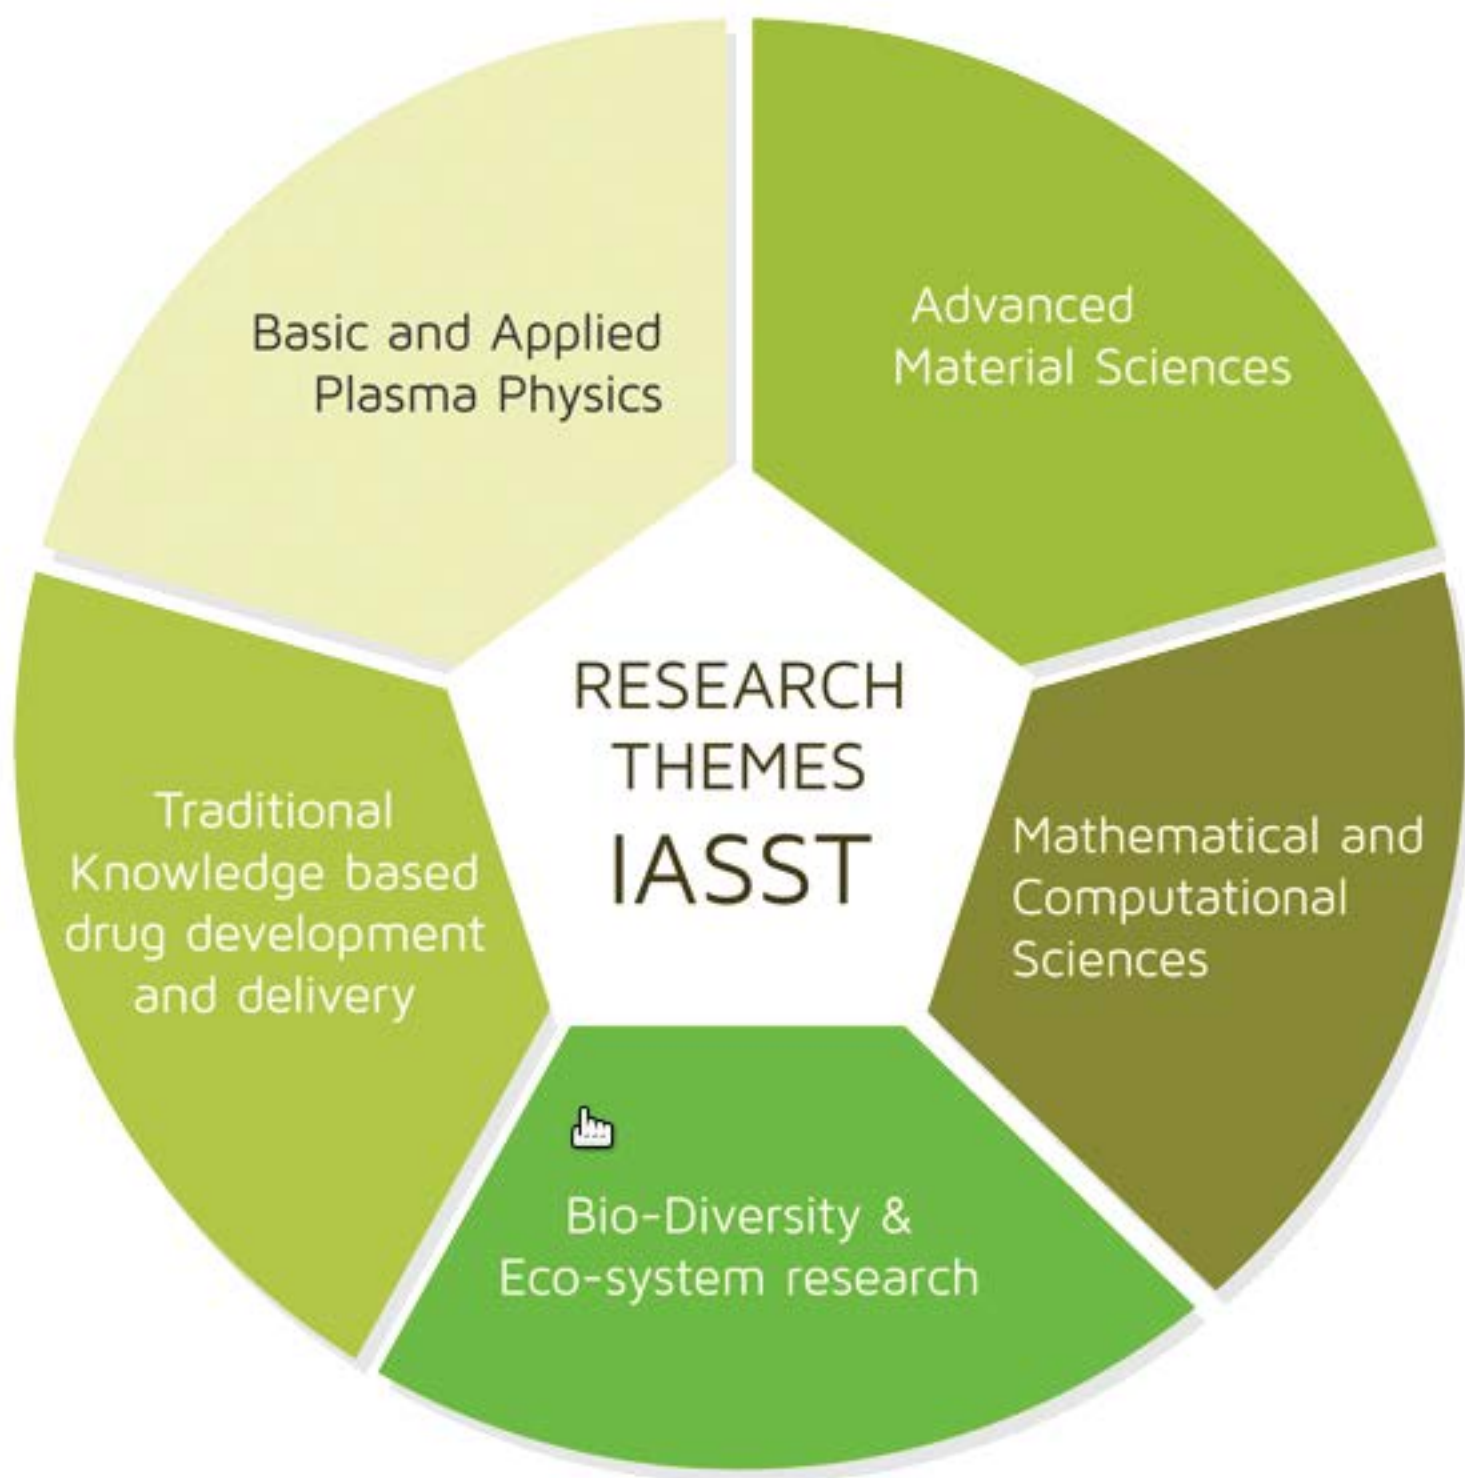 Basic and Applied
Plasma Physics
Advanced
Material Sciences
RESEARCH
THEMES
IASST
Traditional
Knowledge based
drug development
and delivery
Mathematical and
Computational
Sciences
Bio-Diversity &
Eco-system research